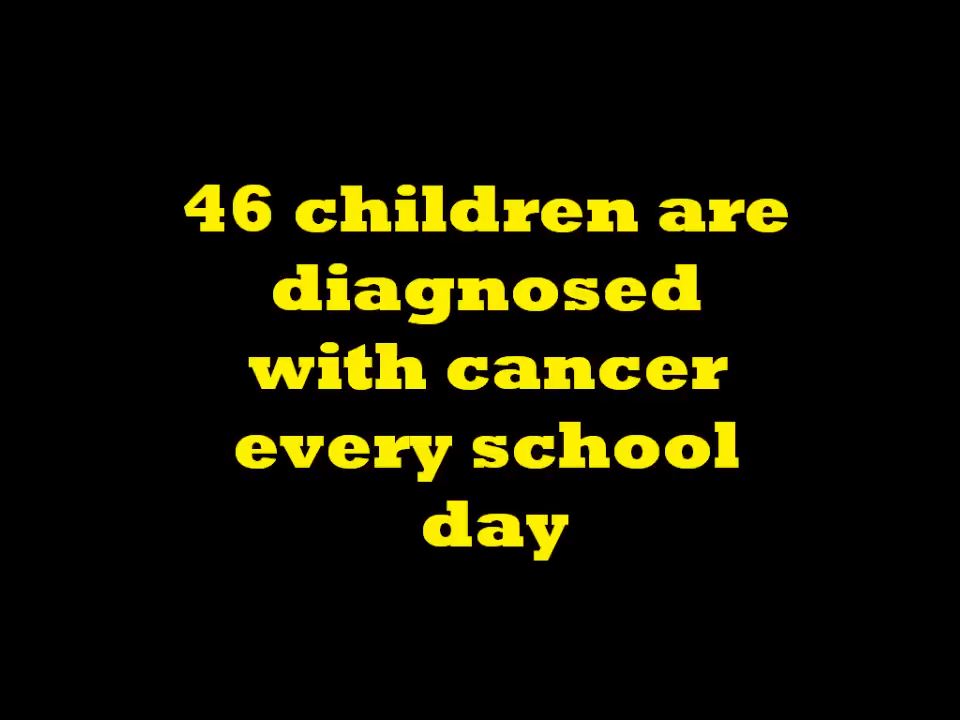 46 children are
diagnosed
with cancer
every school
day